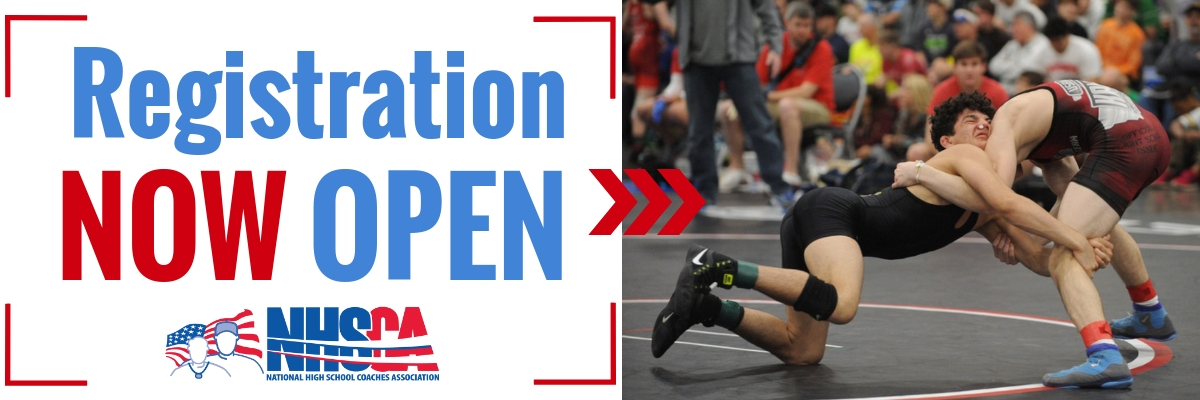 Registration
NOW OPEN
NHSCA
NATIONAL HIGH SCHOOL COACHES ASSOCIATION